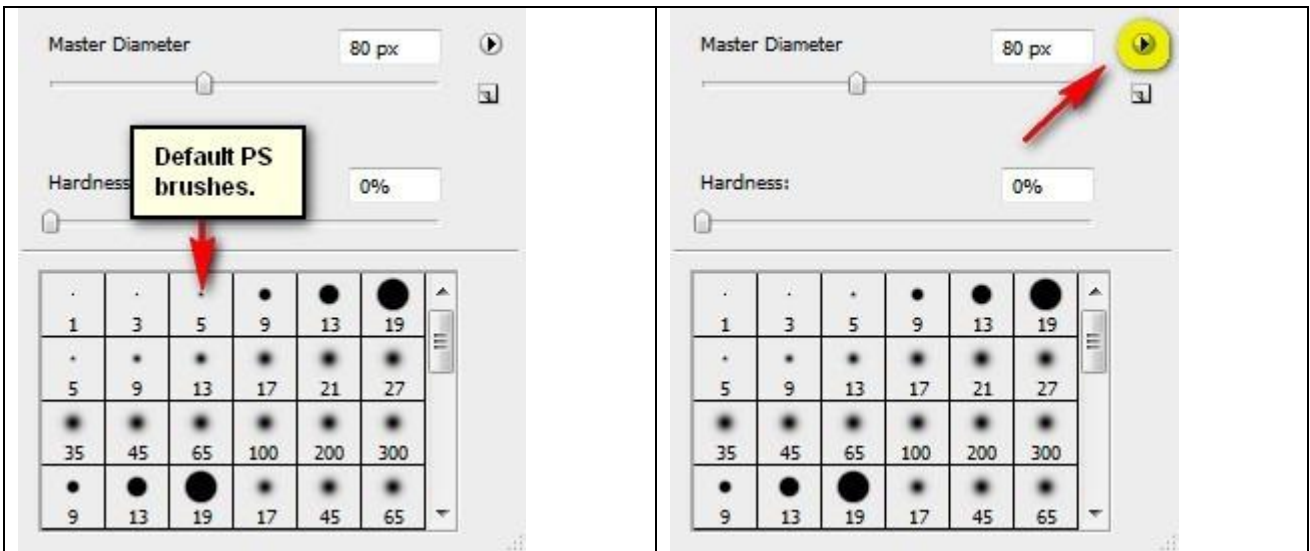 Master Diameter 80 px
Default PS
brushes.
Hardness 0%
1 3 5 9 13 19
5 9 13 17 21 27
35 45 65 100 200 300
9 13 19 17 45 65
Master Diameter 80 px
Hardness: 0%
1 3 5 9 13 19
5 9 13 17 21 27
35 45 65 100 200 300
9 13 19 17 45 65